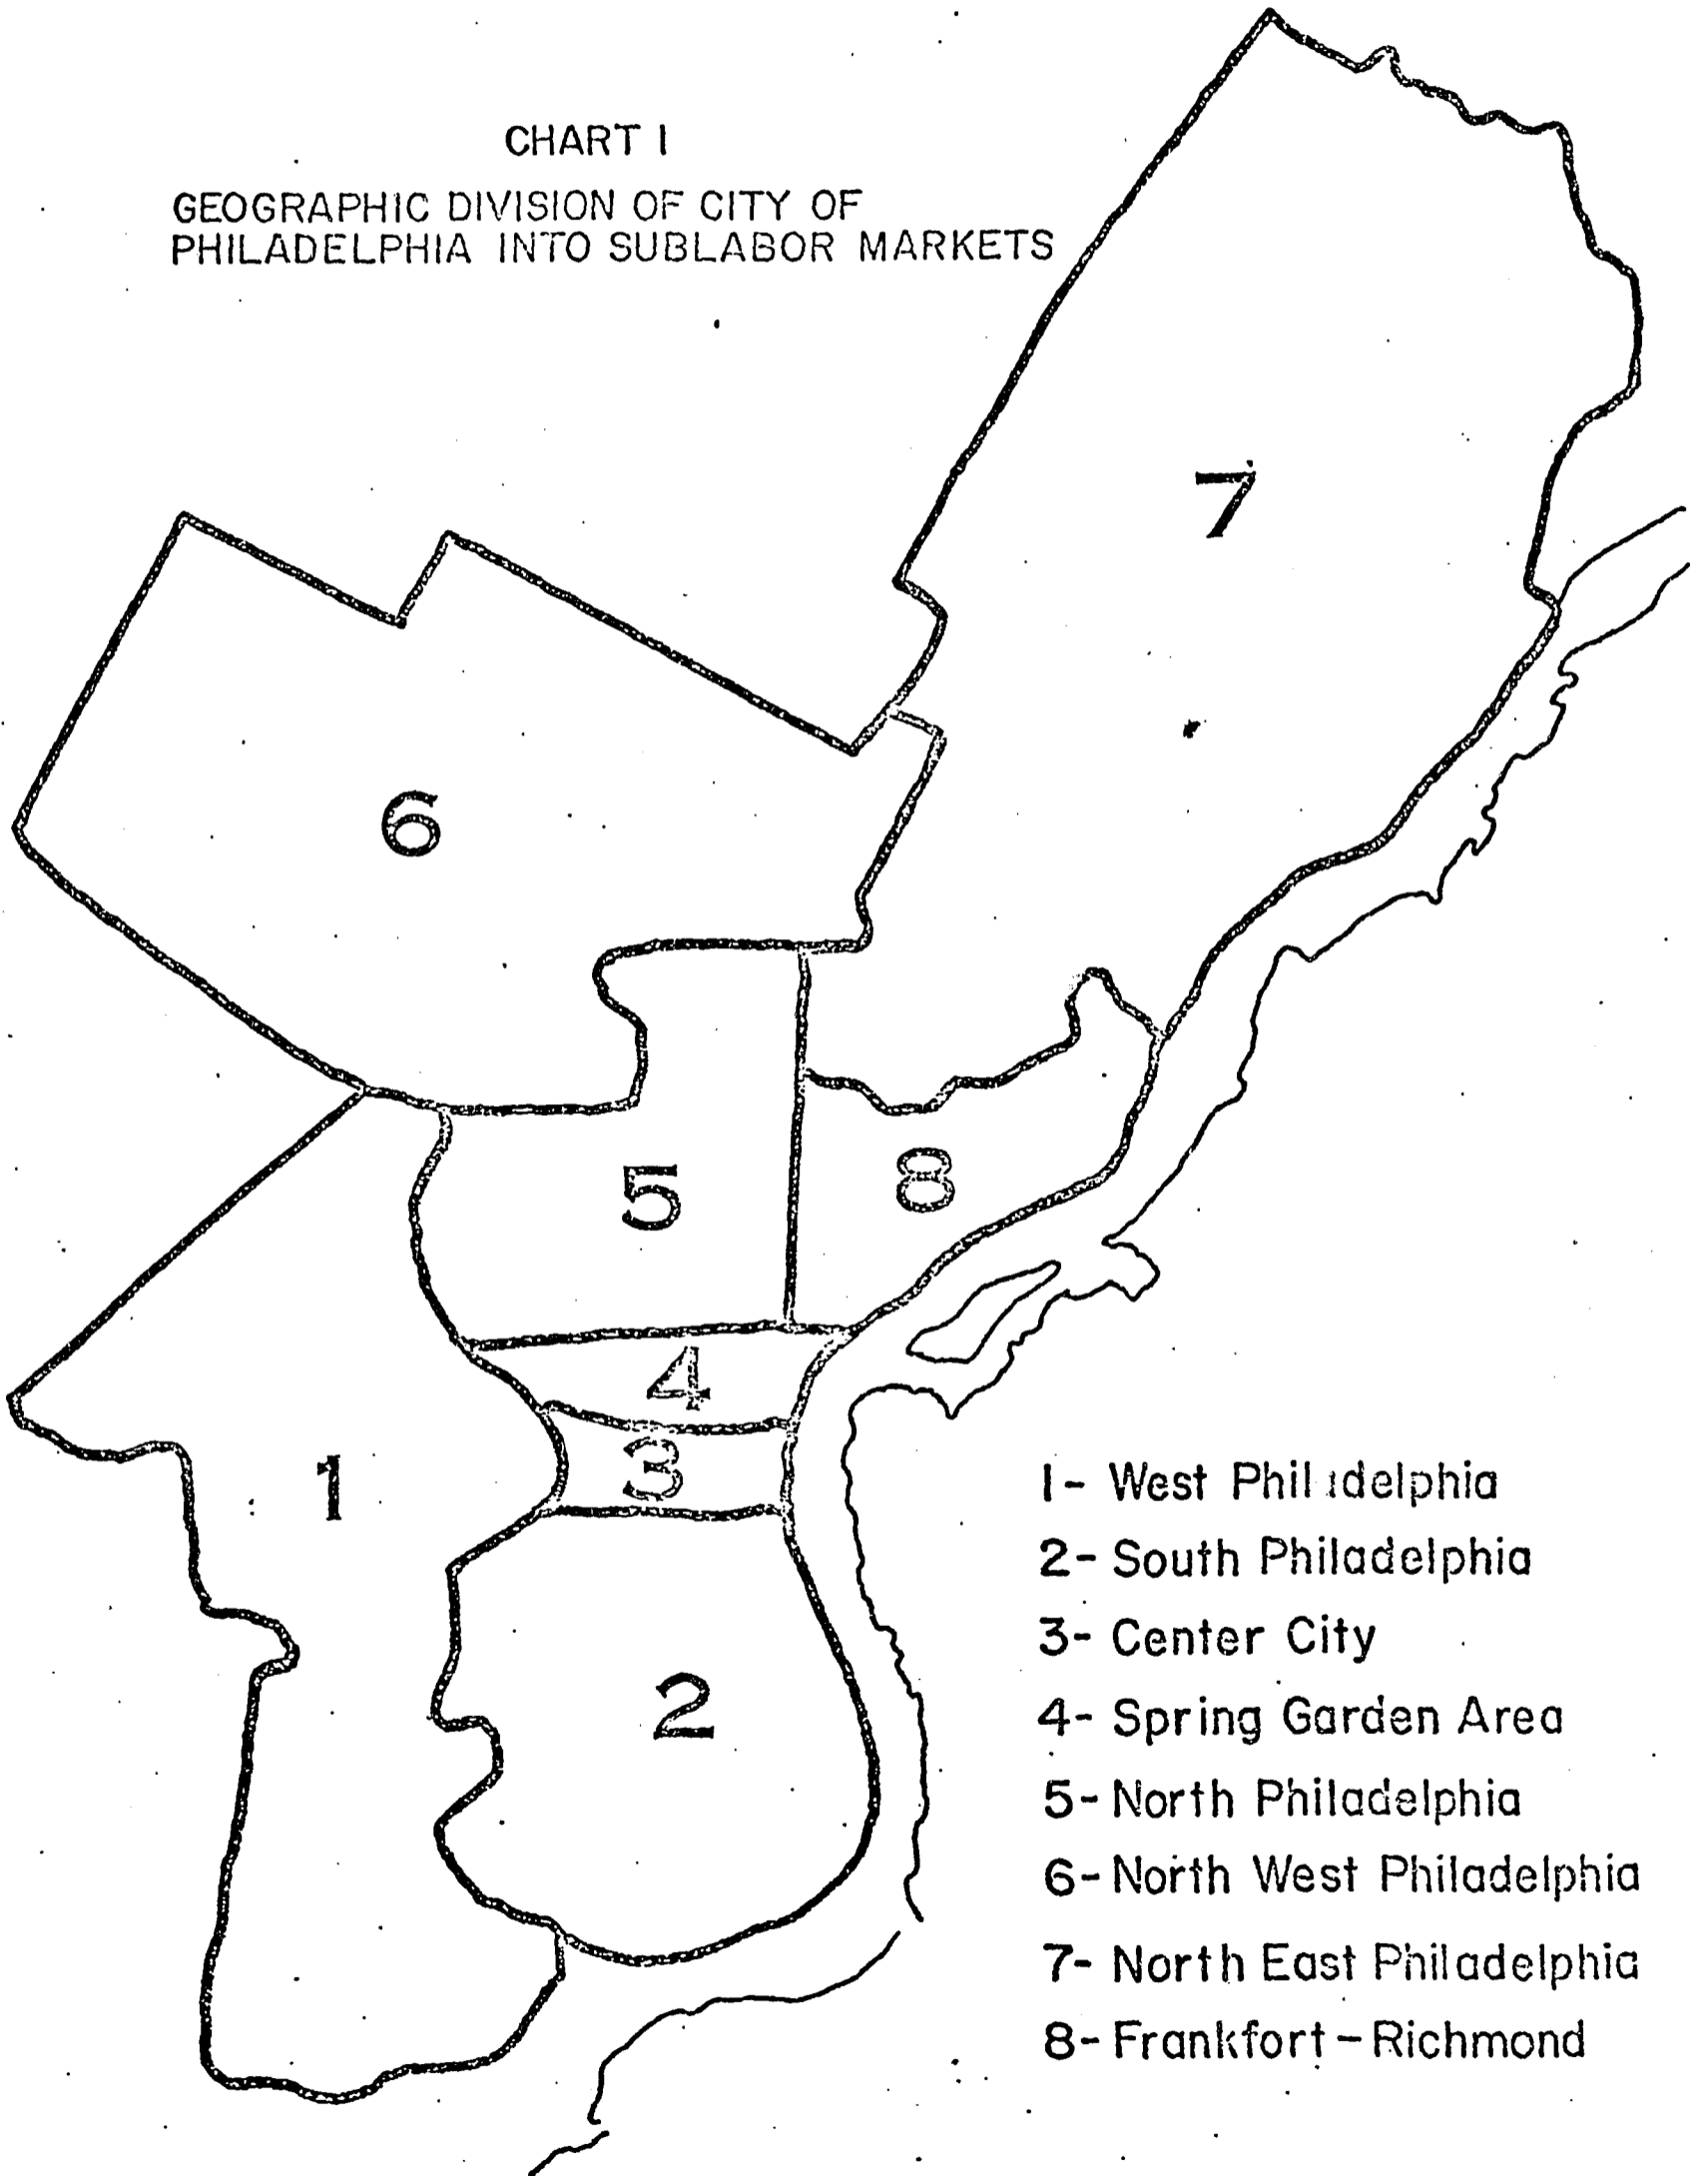 CHART I
GEOGRAPHIC DIVISION OF CITY OF
PHILADELPHIA INTO SUBLABOR MARKETS
7
6
5
8
4
3
1
2
1- West Philadelphia
2- South Philadelphia
3- Center City
4- Spring Garden Area
5- North Philadelphia
6- North West Philadelphia
7- North East Philadelphia
8- Frankfort - Richmond